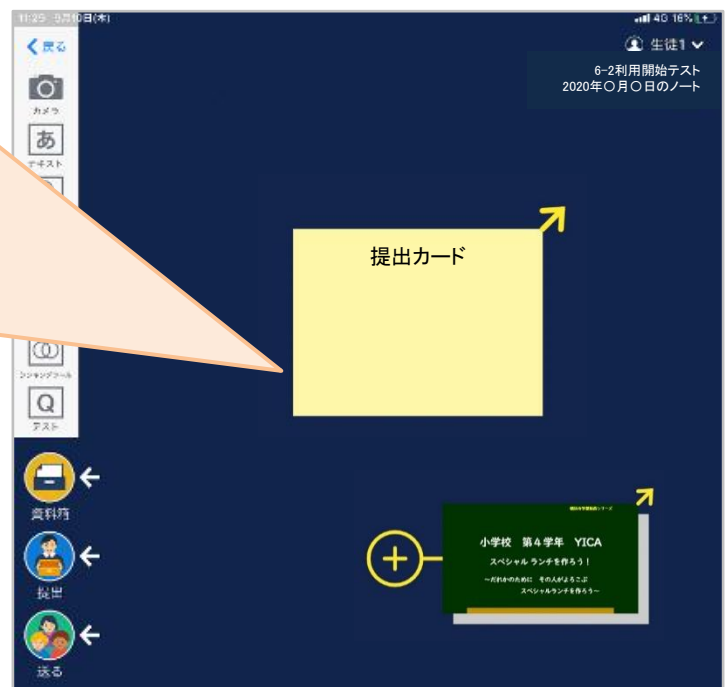 11:25 9月10日(木)
4G 16%
戻る
生徒1
6-2利用開始テスト
2020年〇月〇日のノート
カメラ
あ
テキスト
提出カード
シンキングツール
Q
テスト
資料箱
提出
送る
小学校 第4学年 YICA
スペシャルランチを作ろう!
~だれかのために その人がよろこぶ
スペシャルランチを作ろう~